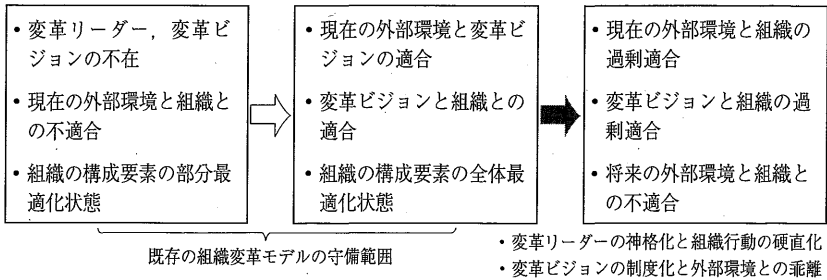 ・変革リーダー，変革ビ
ジョンの不在
・現在の外部環境と組織と
の不適合
・組織の構成要素の部分最
適化状態
・現在の外部環境と変革ビ
ジョンの適合
・変革ビジョンと組織との
適合
・組織の構成要素の全体最
適化状態
・現在の外部環境と組織の
過剰適合
・変革ビジョンと組織の過
剰適合
・将来の外部環境と組織と
の不適合
既存の組織変革モデルの守備範囲
・変革リーダーの神格化と組織行動の硬直化
・変革ビジョンの制度化と外部環境との乖離